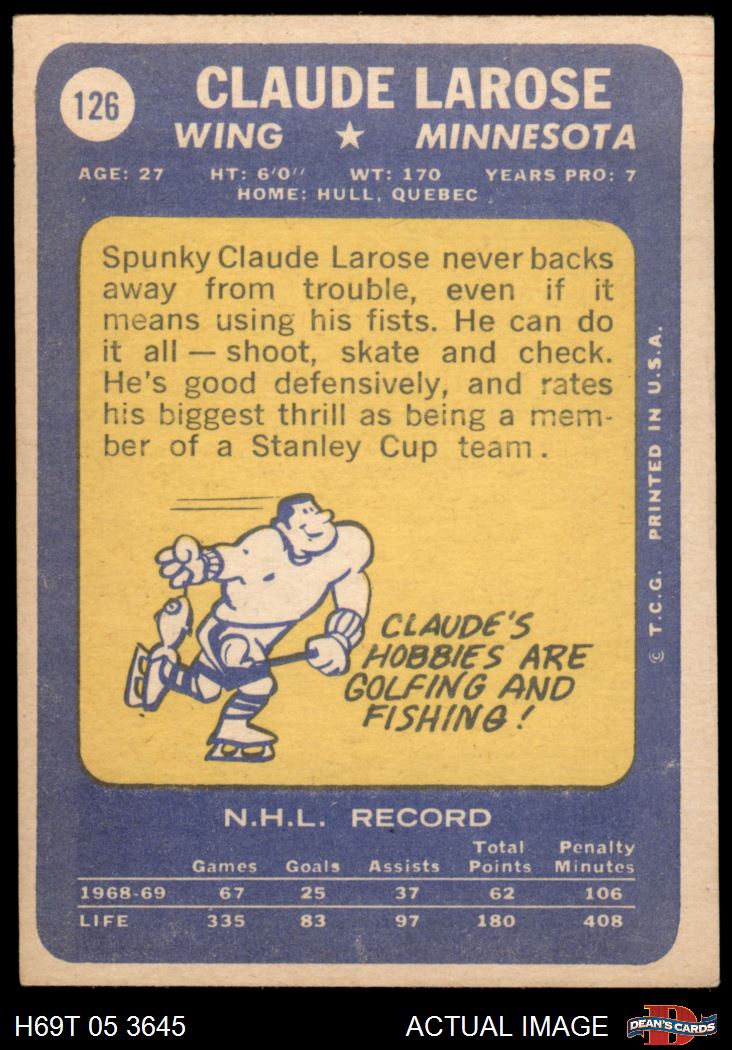 126
CLAUDE LAROSE
WING ★ MINNESOTA
AGE: 27 HT: 6'0'' WT: 170 YEARS PRO: 7
HOME: HULL, QUEBEC
Spunky Claude Larose never backs
away from trouble, even if it
means using his fists. He can do
it all — shoot, skate and check.
He's good defensively, and rates
his biggest thrill as being a mem-
ber of a Stanley Cup team.
CLAUDE'S
HOBBIES ARE
GOLFING AND
FISHING!
© T.C.G. PRINTED IN U.S.A.
N.H.L. RECORD
Games Goals Assists Total Points Penalty Minutes
1968-69 67 25 37 62 106
LIFE 335 83 97 180 408
H69T 05 3645 ACTUAL IMAGE D DEAN'S CARDS